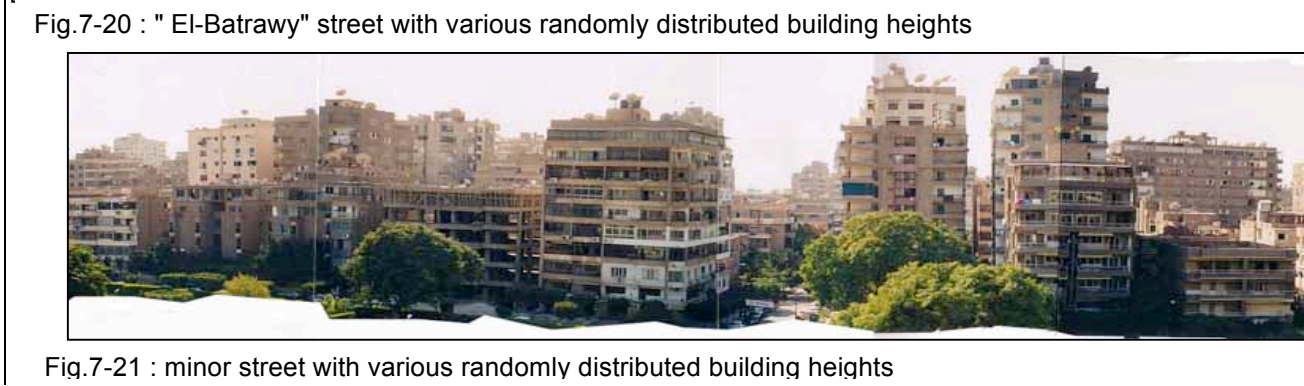 Fig.7-20 : " El-Batrawy" street with various randomly distributed building heights
Fig.7-21 : minor street with various randomly distributed building heights